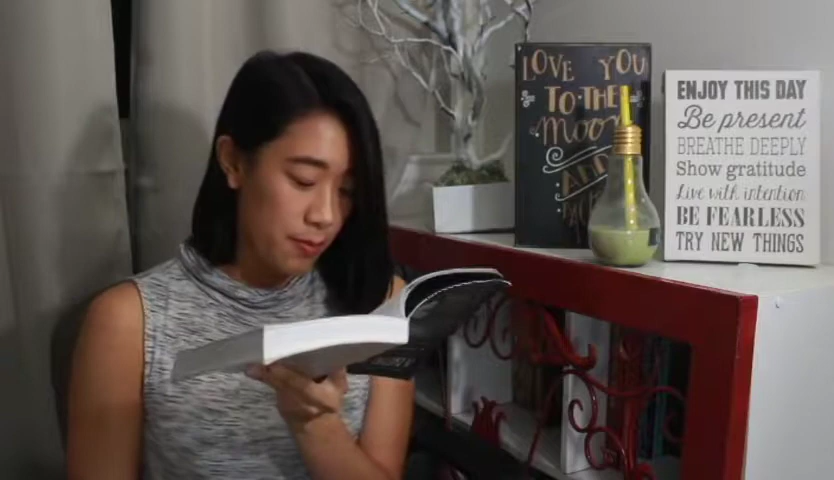 LOVE YOU
TO·THE
moon
AND
ENJOY THIS DAY
Be present
BREATHE DEEPLY
Show gratitude
Live with intention
BE FEARLESS
TRY NEW THINGS